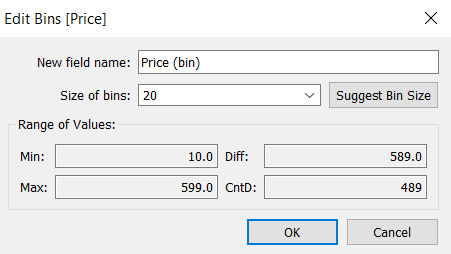 Edit Bins [Price]
New field name: Price (bin)
Size of bins: 20 Suggest Bin Size
Range of Values:
Min: 10.0 Diff: 589.0
Max: 599.0 CntD: 489
OK Cancel